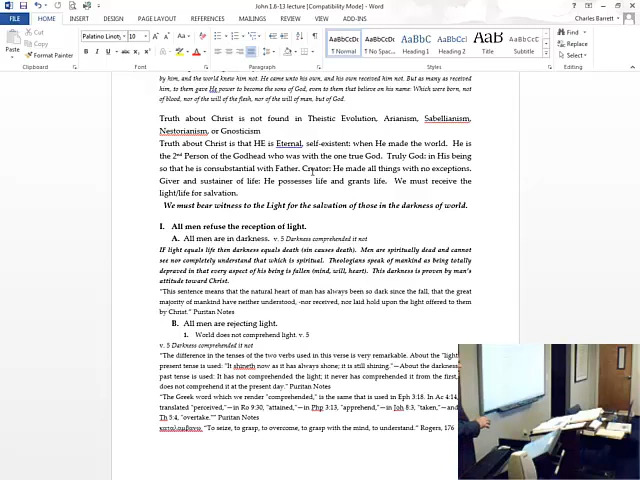 John 1.6-13 lecture [Compatibility Mode] - Word
FILE HOME INSERT DESIGN PAGE LAYOUT REFERENCES MAILINGS REVIEW VIEW ADD-INS Charles Barrett
Paste Cut Copy Format Painter
Palatino Linot 10
AaBbCcDc AaBbCcDc AaBbCc AaBbCc AaB AaBbCcC
¶ Normal ¶ No Spac... Heading 1 Heading 2 Title Subtitle
Find Replace Select
Clipboard Font Paragraph Styles Editing
by him, and the world knew him not. He came unto his own, and his own received him not. But as many as received
him, to them gave He power to become the sons of God, even to them that believe on his name: Which were born, not
of blood, nor of the will of the flesh, nor of the will of man, but of God.
Truth about Christ is not found in Theistic Evolution, Arianism, Sabellianism,
Nestorianism, or Gnosticism
Truth about Christ is that HE is Eternal, self-existent: when He made the world. He is
the 2nd Person of the Godhead who was with the one true God. Truly God: in His being
so that he is consubstantial with Father. Creator: He made all things with no exceptions.
Giver and sustainer of life: He possesses life and grants life. We must receive the
light/life for salvation.
We must bear witness to the Light for the salvation of those in the darkness of world.
I. All men refuse the reception of light.
A. All men are in darkness. v. 5 Darkness comprehended it not
IF light equals life then darkness equals death (sin causes death). Men are spiritually dead and cannot
see nor completely understand that which is spiritual. Theologians speak of mankind as being totally
depraved in that every aspect of his being is fallen (mind, will, heart). This darkness is proven by man's
attitude toward Christ.
"This sentence means that the natural heart of man has always been so dark since the fall, that the great
majority of mankind have neither understood, -nor received, nor laid hold upon the light offered to them
by Christ." Puritan Notes
B. All men are rejecting light.
1. World does not comprehend light. v. 5
v. 5 Darkness comprehended it not
"The difference in the tenses of the two verbs used in this verse is very remarkable. About the "light
present tense is used: "It shineth now as it has always shone; it is still shining."—About the darkness
past tense is used: It has not comprehended the light; it never has comprehended it from the first,
does not comprehend it at the present day." Puritan Notes
"The Greek word which we render "comprehended," is the same that is used in Eph 3:18. In Ac 4:14,
translated "perceived,"—in Ro 9:30, "attained,"—in Php 3:13, "apprehend,"—in Joh 8:3, "taken,"—and
Th 5:4, "overtake."" Puritan Notes
καταλαμβανω "To seize, to grasp, to overcome, to grasp with the mind, to understand." Rogers, 176